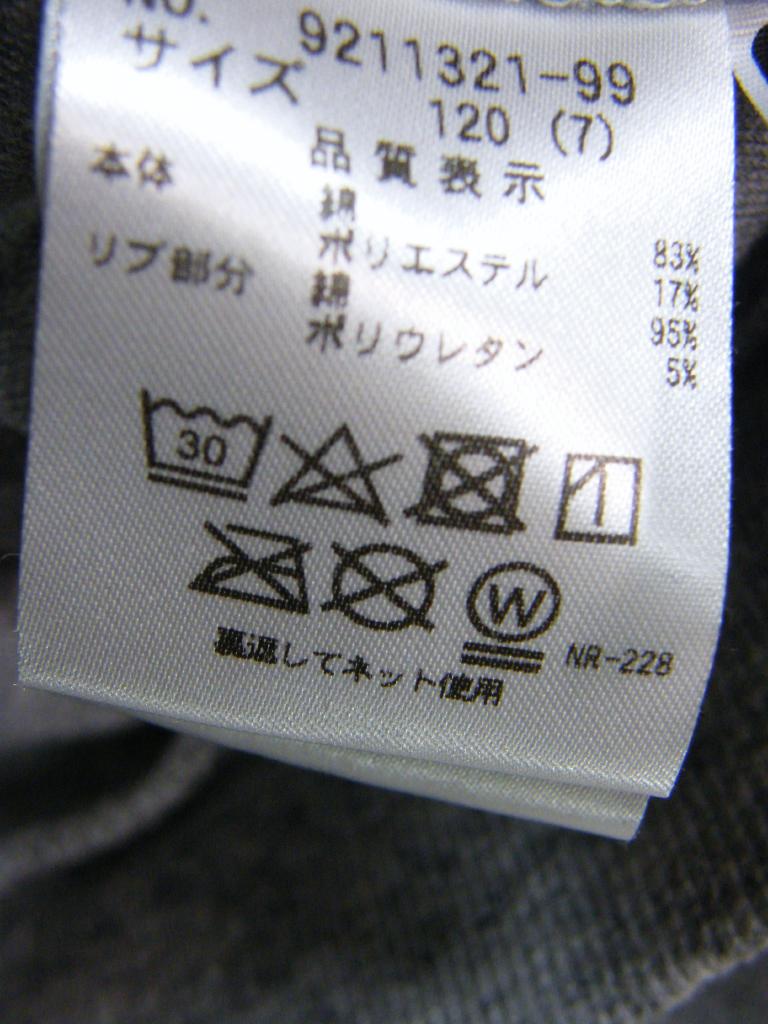 NO. 9211321-99
サイズ 120 (7)
品質表示
本体 綿 83%
ポリエステル 17%
リブ部分 綿 95%
ポリウレタン 5%
30
W
裏返してネット使用 NR-228